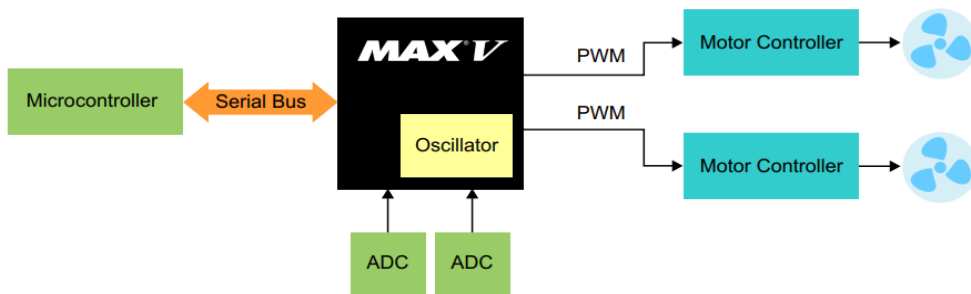 MAX® V
PWM
Motor Controller
Microcontroller
Serial Bus
Oscillator
PWM
Motor Controller
ADC
ADC